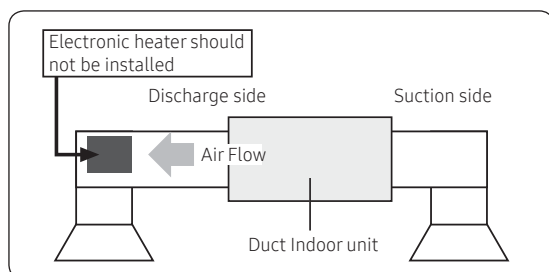 Electronic heater should
not be installed
Discharge side
Suction side
Air Flow
Duct Indoor unit